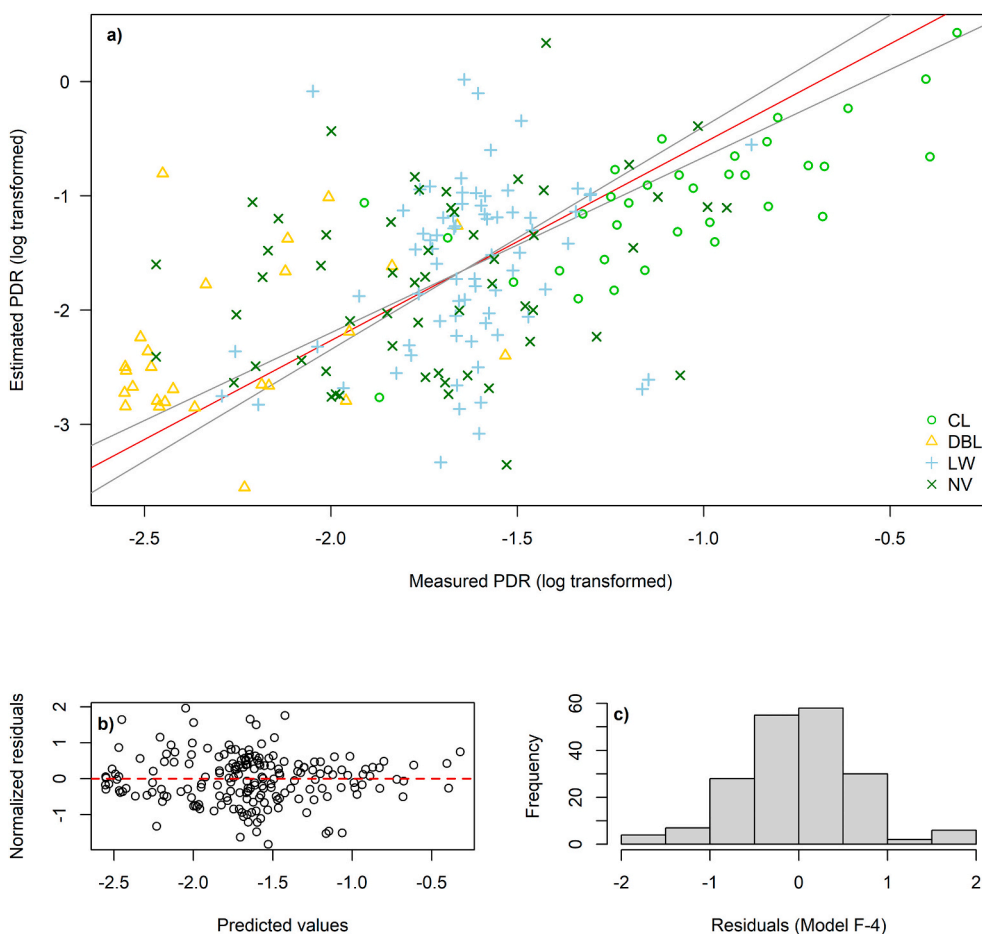 a)
Estimated PDR (log transformed)
0
-1
-2
-3
CL
DBL
LW
NV
-2.5 -2.0 -1.5 -1.0 -0.5
Measured PDR (log transformed)
b)
Normalized residuals
2
1
0
-1
-2.5 -2.0 -1.5 -1.0 -0.5
Predicted values
c)
Frequency
60
20
0
-2 -1 0 1 2
Residuals (Model F-4)